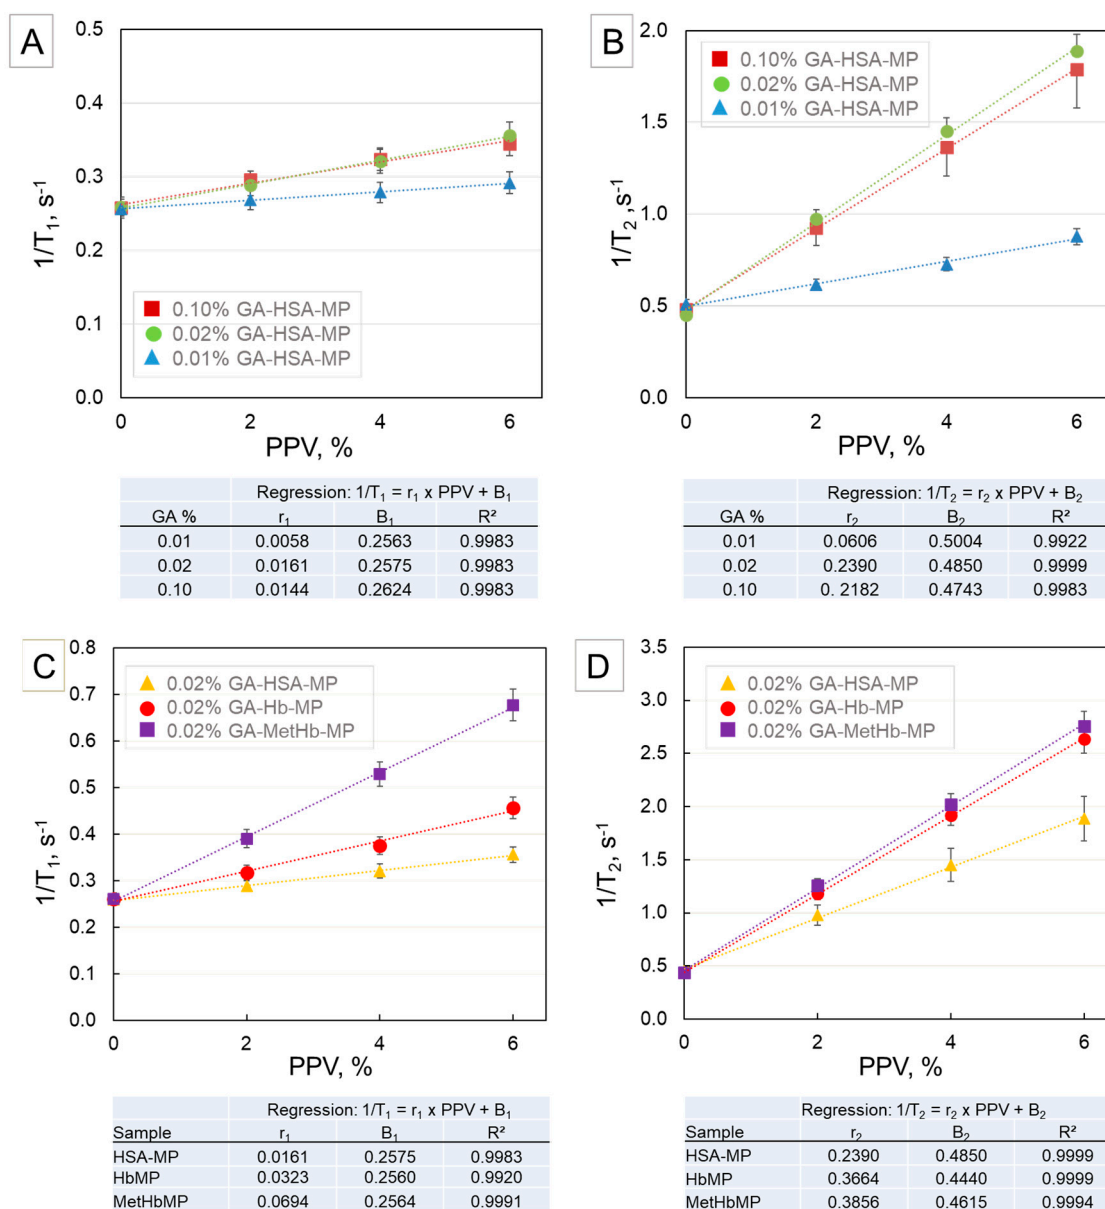 A
0.5
0.4
0.3
0.2
0.1
0.0
1/T₁, s⁻¹
0.10% GA-HSA-MP
0.02% GA-HSA-MP
0.01% GA-HSA-MP
0 2 4 6
PPV, %
B
2.0
1.5
1.0
0.5
0.0
1/T₂ ,s⁻¹
0.10% GA-HSA-MP
0.02% GA-HSA-MP
0.01% GA-HSA-MP
0 2 4 6
PPV, %
Regression: 1/T₁ = r₁ x PPV + B₁
GA % r₁ B₁ R²
0.01 0.0058 0.2563 0.9983
0.02 0.0161 0.2575 0.9983
0.10 0.0144 0.2624 0.9983
Regression: 1/T₂ = r₂ x PPV + B₂
GA % r₂ B₂ R²
0.01 0.0606 0.5004 0.9922
0.02 0.2390 0.4850 0.9999
0.10 0. 2182 0.4743 0.9983
C
0.8
0.7
0.6
0.5
0.4
0.3
0.2
0.1
0.0
1/T₁, s⁻¹
0.02% GA-HSA-MP
0.02% GA-Hb-MP
0.02% GA-MetHb-MP
0 2 4 6
PPV, %
D
3.5
3.0
2.5
2.0
1.5
1.0
0.5
0.0
1/T₂, s⁻¹
0.02% GA-HSA-MP
0.02% GA-Hb-MP
0.02% GA-MetHb-MP
0 2 4 6
PPV, %
Regression: 1/T₁ = r₁ x PPV + B₁
Sample r₁ B₁ R²
HSA-MP 0.0161 0.2575 0.9983
HbMP 0.0323 0.2560 0.9920
MetHbMP 0.0694 0.2564 0.9991
Regression: 1/T₂ = r₂ x PPV + B₂
Sample r₂ B₂ R²
HSA-MP 0.2390 0.4850 0.9999
HbMP 0.3664 0.4440 0.9999
MetHbMP 0.3856 0.4615 0.9994